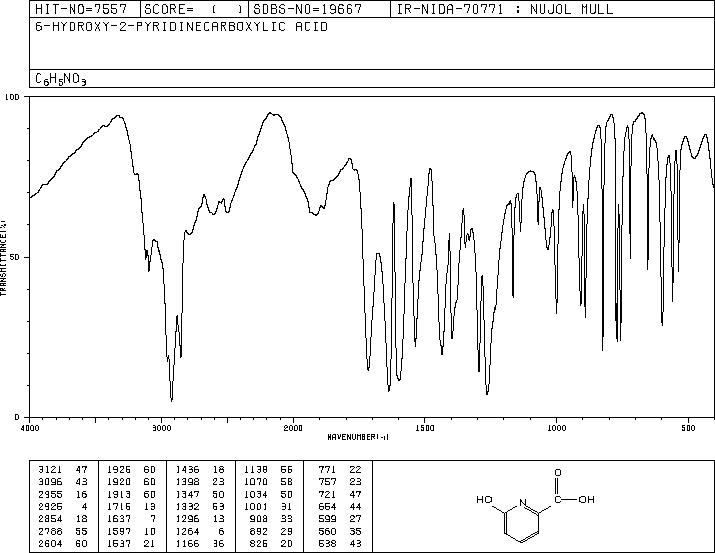 HIT-NO=7557 SCORE= ( ) SDBS-NO=19667 IR-NIDA-70771 : NUJOL MULL
6-HYDROXY-2-PYRIDINECARBOXYLIC ACID
C6H5NO3
100
50
0
TRANSMITTANCE(%)
4000 3000 2000 1500 1000 500
WAVENUMBER(-1)
3121 47 1926 60 1436 18 1138 55 771 22
3096 43 1920 60 1398 23 1070 58 757 23
2955 16 1913 60 1347 50 1034 50 721 47
2925 4 1716 13 1332 53 1001 31 654 44
2854 18 1637 7 1296 13 908 33 599 27
2788 55 1597 10 1264 6 892 29 560 35
2604 60 1537 21 1166 36 826 20 538 43
O
HO N C OH